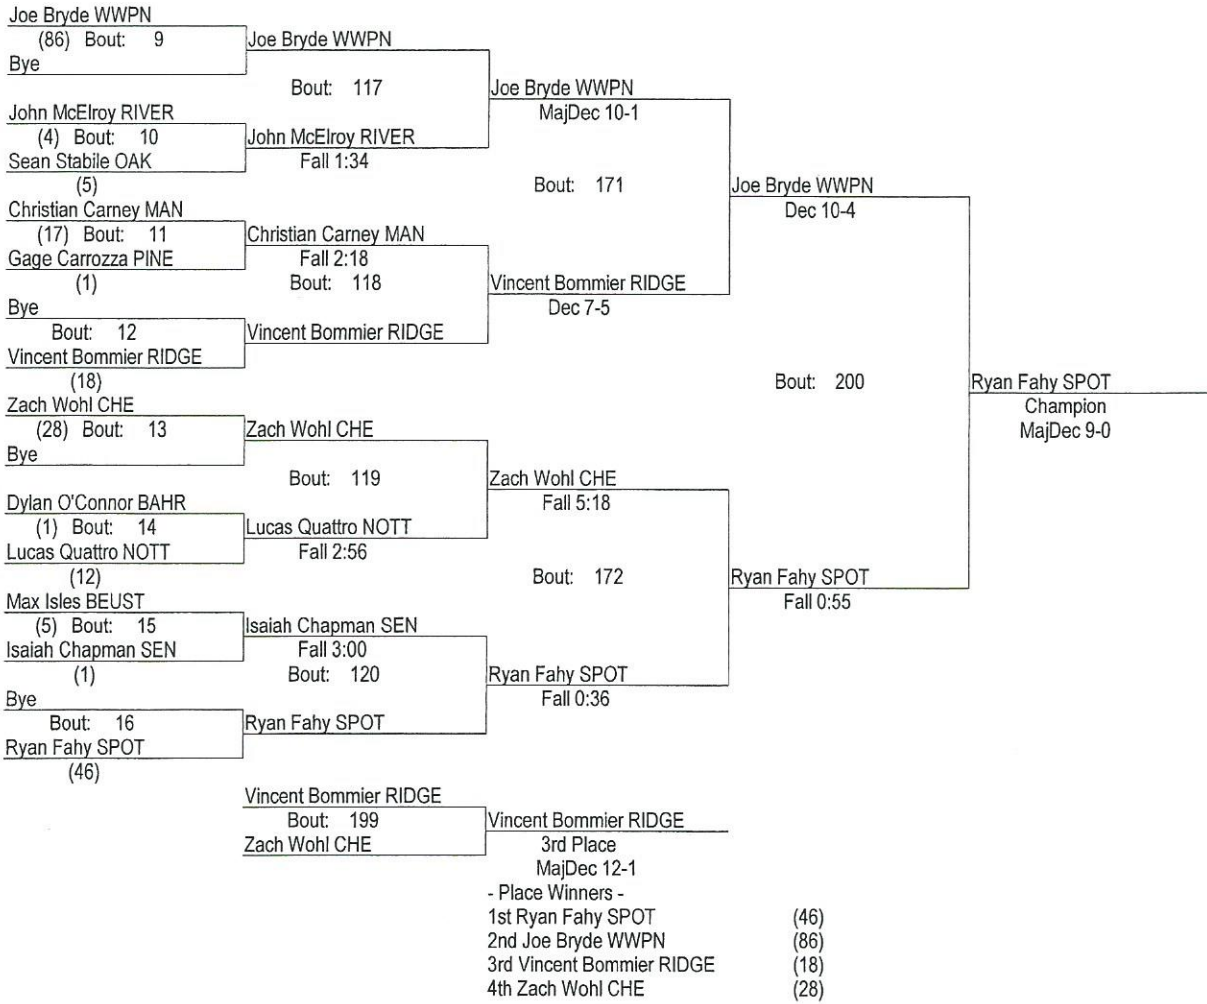 Joe Bryde WWPN
(86) Bout: 9
Bye
Joe Bryde WWPN
Bout: 117
John McElroy RIVER
(4) Bout: 10
Sean Stabile OAK
(5)
John McElroy RIVER
Fall 1:34
Joe Bryde WWPN
MajDec 10-1
Bout: 171
Christian Carney MAN
(17) Bout: 11
Gage Carrozza PINE
(1)
Christian Carney MAN
Fall 2:18
Bout: 118
Bye
Bout: 12
Vincent Bommier RIDGE
(18)
Vincent Bommier RIDGE
Vincent Bommier RIDGE
Dec 7-5
Joe Bryde WWPN
Dec 10-4
Bout: 200
Zach Wohl CHE
(28) Bout: 13
Bye
Zach Wohl CHE
Bout: 119
Dylan O'Connor BAHR
(1) Bout: 14
Lucas Quattro NOTT
(12)
Lucas Quattro NOTT
Fall 2:56
Zach Wohl CHE
Fall 5:18
Bout: 172
Max Isles BEUST
(5) Bout: 15
Isaiah Chapman SEN
(1)
Isaiah Chapman SEN
Fall 3:00
Bout: 120
Bye
Bout: 16
Ryan Fahy SPOT
(46)
Ryan Fahy SPOT
Ryan Fahy SPOT
Fall 0:36
Ryan Fahy SPOT
Fall 0:55
Ryan Fahy SPOT
Champion
MajDec 9-0
Vincent Bommier RIDGE
Bout: 199
Zach Wohl CHE
Vincent Bommier RIDGE
3rd Place
MajDec 12-1
- Place Winners -
1st Ryan Fahy SPOT (46)
2nd Joe Bryde WWPN (86)
3rd Vincent Bommier RIDGE (18)
4th Zach Wohl CHE (28)